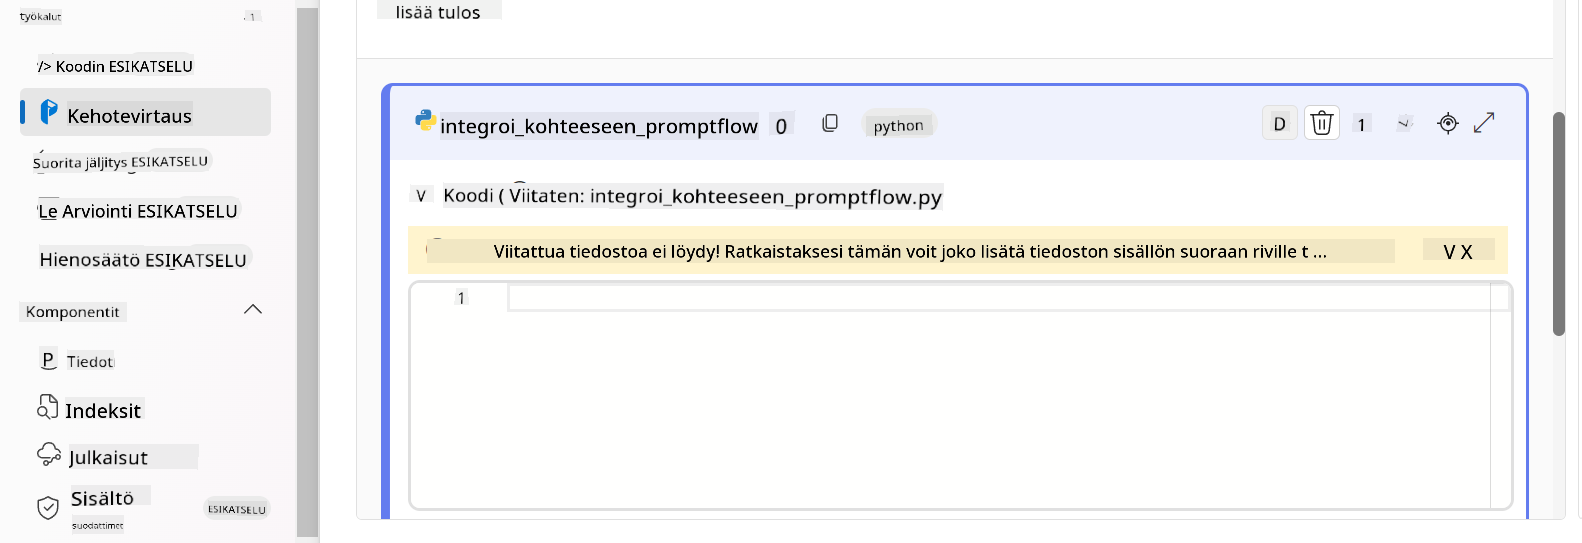 työkalut
</> Koodin ESIKATSELU
Kehotevirtaus
Suorita jäljitys ESIKATSELU
Le Arviointi ESIKATSELU
Hienosäätö ESIKATSELU
Komponentit
P Tiedot
Indeksit
Julkaisut
Sisältö
suodattimet
ESIKATSELU
lisää tulos
integroi_kohteeseen_promptflow 0 python D 1
V Koodi ( Viitaten: integroi_kohteeseen_promptflow.py
Viitattua tiedostoa ei löydy! Ratkaistaksesi tämän voit joko lisätä tiedoston sisällön suoraan riville t ... V X
1